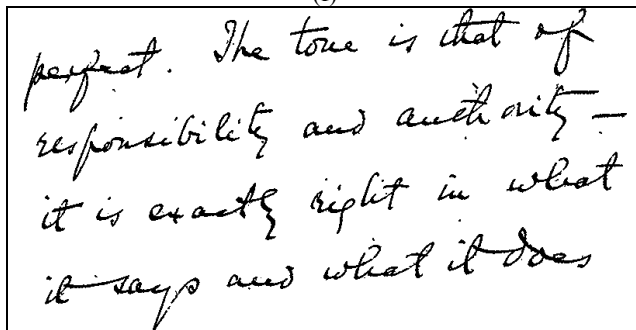 perfect. The tone is that of
responsibility and authority —
it is exactly right in what
it says and what it does